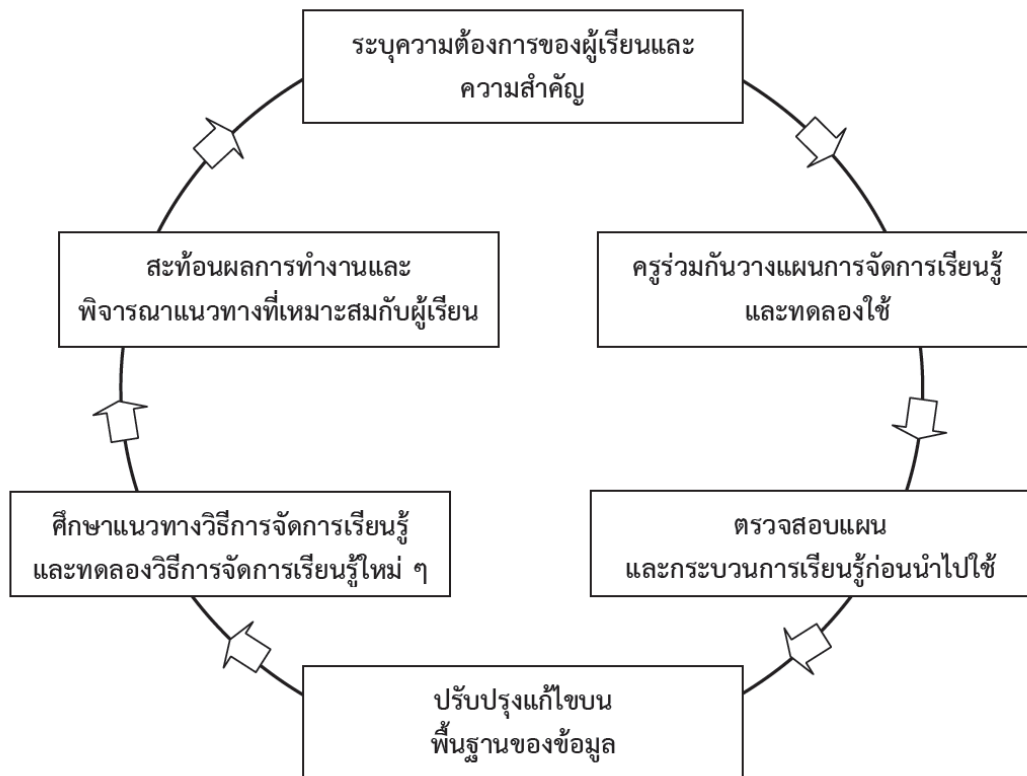 ระบุความต้องการของผู้เรียนและ
ความสำคัญ
ครูร่วมกันวางแผนการจัดการเรียนรู้
และทดลองใช้
ตรวจสอบแผน
และกระบวนการเรียนรู้ก่อนนำไปใช้
ปรับปรุงแก้ไขบน
พื้นฐานของข้อมูล
ศึกษาแนวทางวิธีการจัดการเรียนรู้
และทดลองวิธีการจัดการเรียนรู้ใหม่ ๆ
สะท้อนผลการทำงานและ
พิจารณาแนวทางที่เหมาะสมกับผู้เรียน